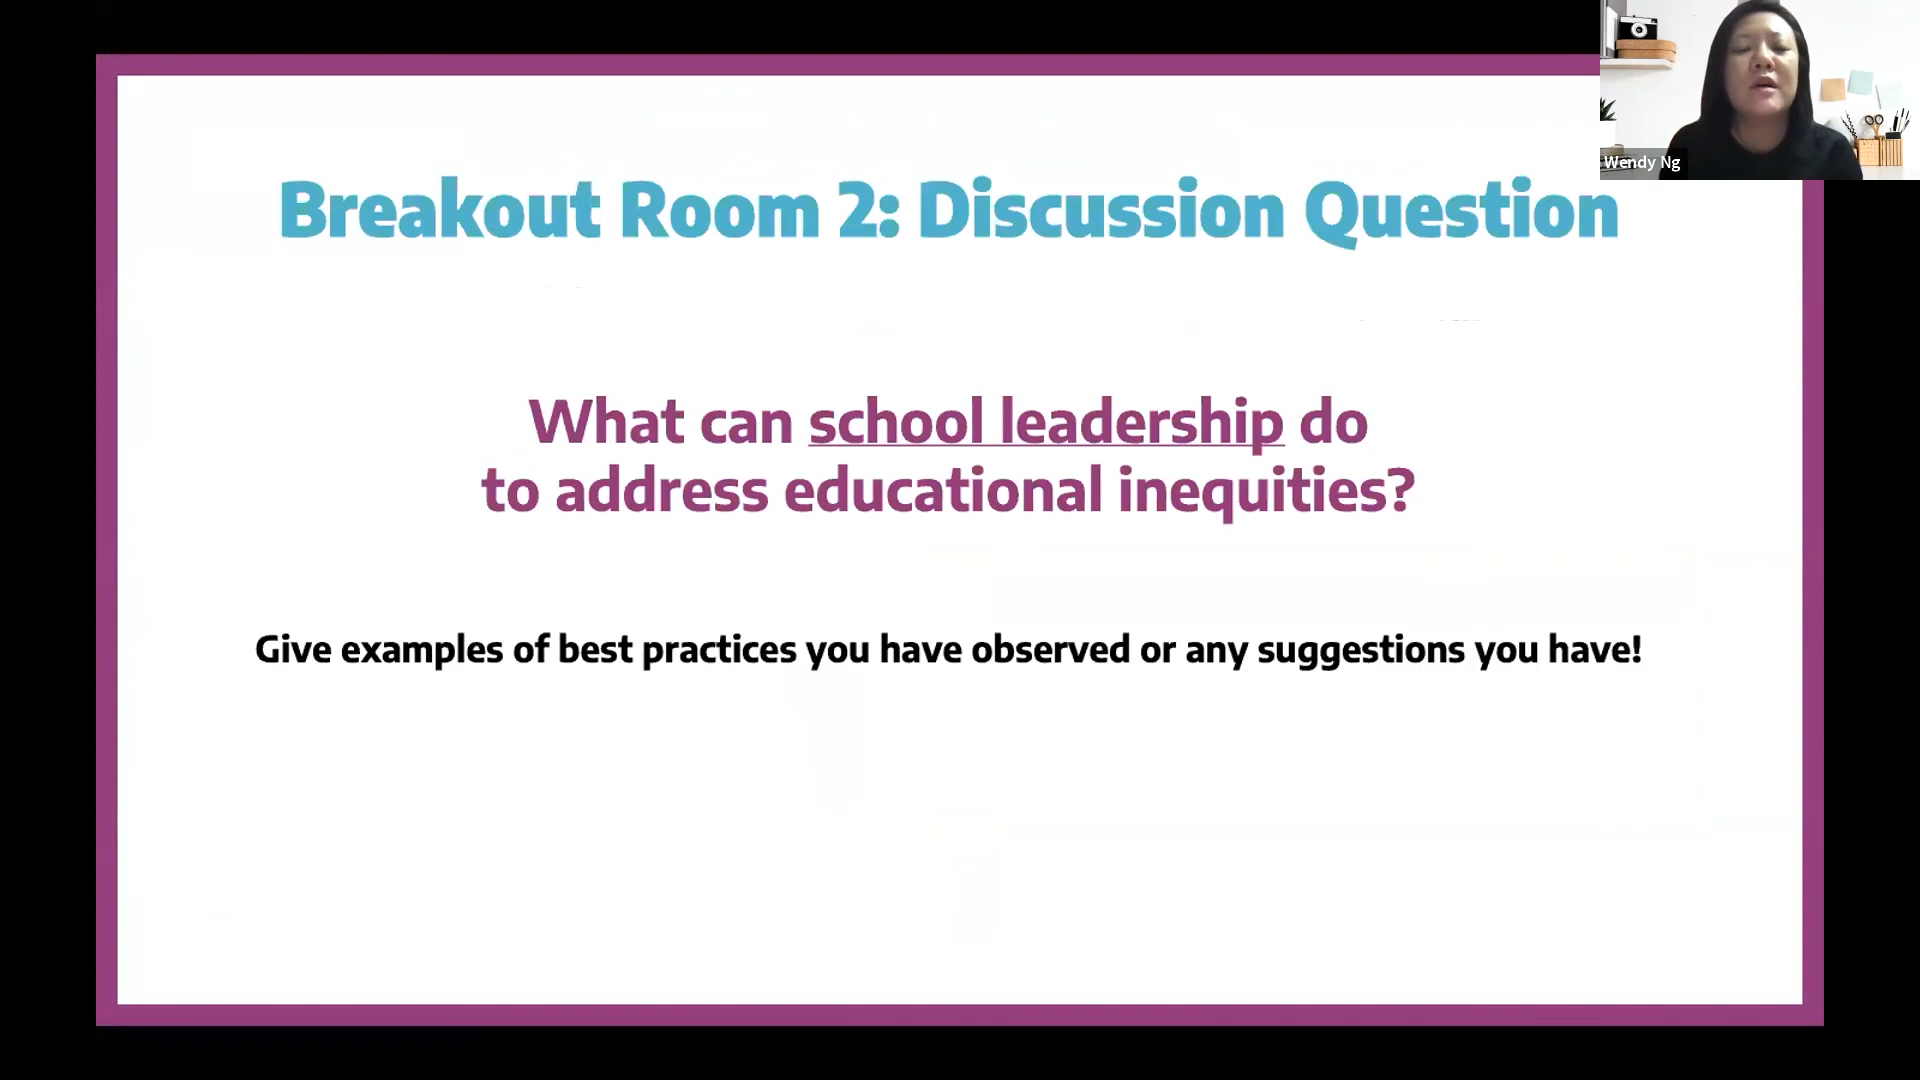 Wendy Ng
Breakout Room 2: Discussion Question
What can school leadership do
to address educational inequities?
Give examples of best practices you have observed or any suggestions you have!